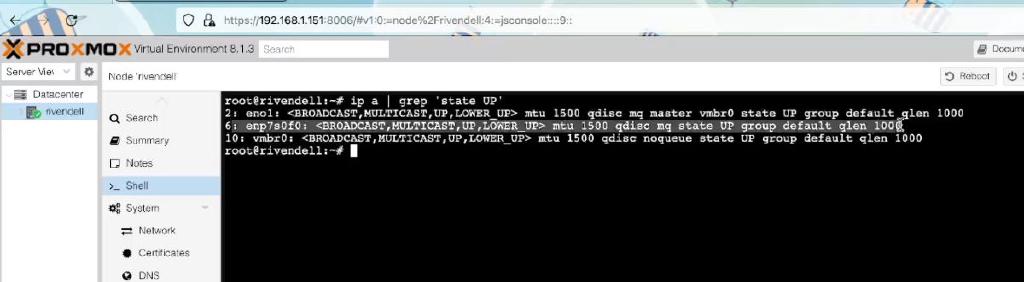 https://192.168.1.151:8006/#v1:0:=node%2Frivendell:4:=jsconsole::::9::
PROXMOX Virtual Environment 8.1.3 Search
Server View
Node 'rivendell'
Reboot
Datacenter
rivendell
Search
Summary
Notes
>_ Shell
System
Network
Certificates
DNS
root@rivendell:~# ip a | grep 'state UP'
2: eno1: <BROADCAST,MULTICAST,UP,LOWER_UP> mtu 1500 qdisc mq master vmbr0 state UP group default qlen 1000
6: enp7s0f0: <BROADCAST,MULTICAST,UP,LOWER_UP> mtu 1500 qdisc mq state UP group default qlen 1000
10: vmbr0: <BROADCAST,MULTICAST,UP,LOWER_UP> mtu 1500 qdisc noqueue state UP group default qlen 1000
root@rivendell:~#